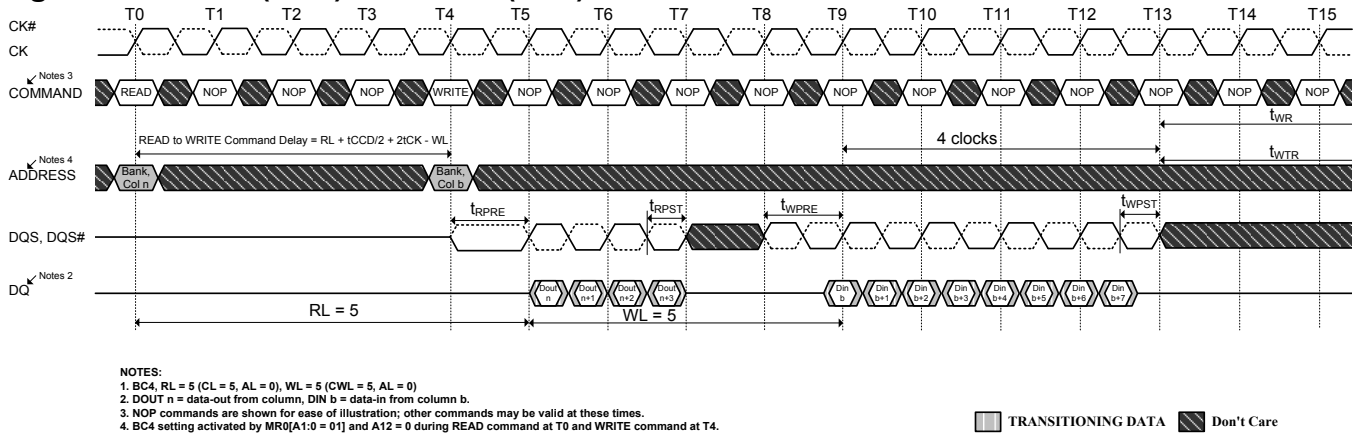 T0 T1 T2 T3 T4 T5 T6 T7 T8 T9 T10 T11 T12 T13 T14 T15
CK#
CK
Notes 3
COMMAND
READ NOP NOP NOP WRITE NOP NOP NOP NOP NOP NOP NOP NOP NOP NOP NOP
tWR
READ to WRITE Command Delay = RL + tCCD/2 + 2tCK - WL
4 clocks
Notes 4
tWTR
ADDRESS
Bank, Col n
Bank, Col b
tRPRE tRPST tWPRE tWPST
DQS, DQS#
Notes 2
DQ
Dout n Dout n+1 Dout n+2 Dout n+3 Din b Din b+1 Din b+2 Din b+3 Din b+4 Din b+5 Din b+6 Din b+7
RL = 5 WL = 5
NOTES:
1. BC4, RL = 5 (CL = 5, AL = 0), WL = 5 (CWL = 5, AL = 0)
2. DOUT n = data-out from column, DIN b = data-in from column b.
3. NOP commands are shown for ease of illustration; other commands may be valid at these times.
4. BC4 setting activated by MR0[A1:0 = 01] and A12 = 0 during READ command at T0 and WRITE command at T4.
TRANSITIONING DATA Don't Care